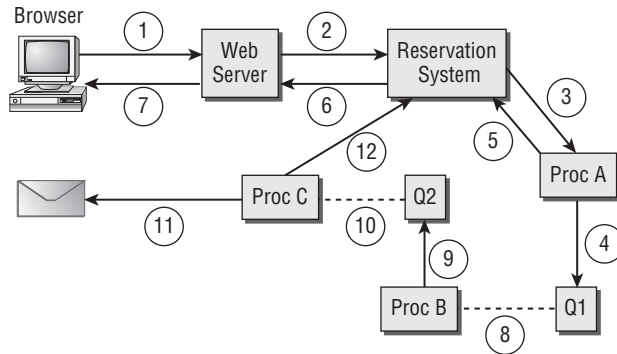 Browser
1
Web
Server
2
Reservation
System
7
6
3
5
12
Proc A
Proc C
Q2
11
10
4
9
Proc B
Q1
8